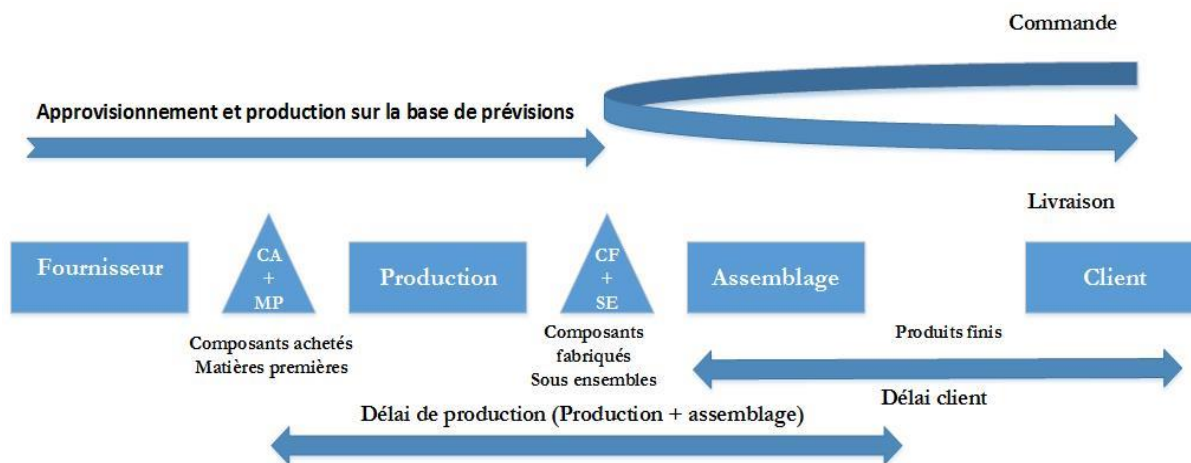 Commande
Approvisionnement et production sur la base de prévisions
Livraison
Fournisseur
CA
+
MP
Production
CF
+
SE
Assemblage
Client
Composants achetés
Matières premières
Composants
fabriqués
Sous ensembles
Produits finis
Délai client
Délai de production (Production + assemblage)